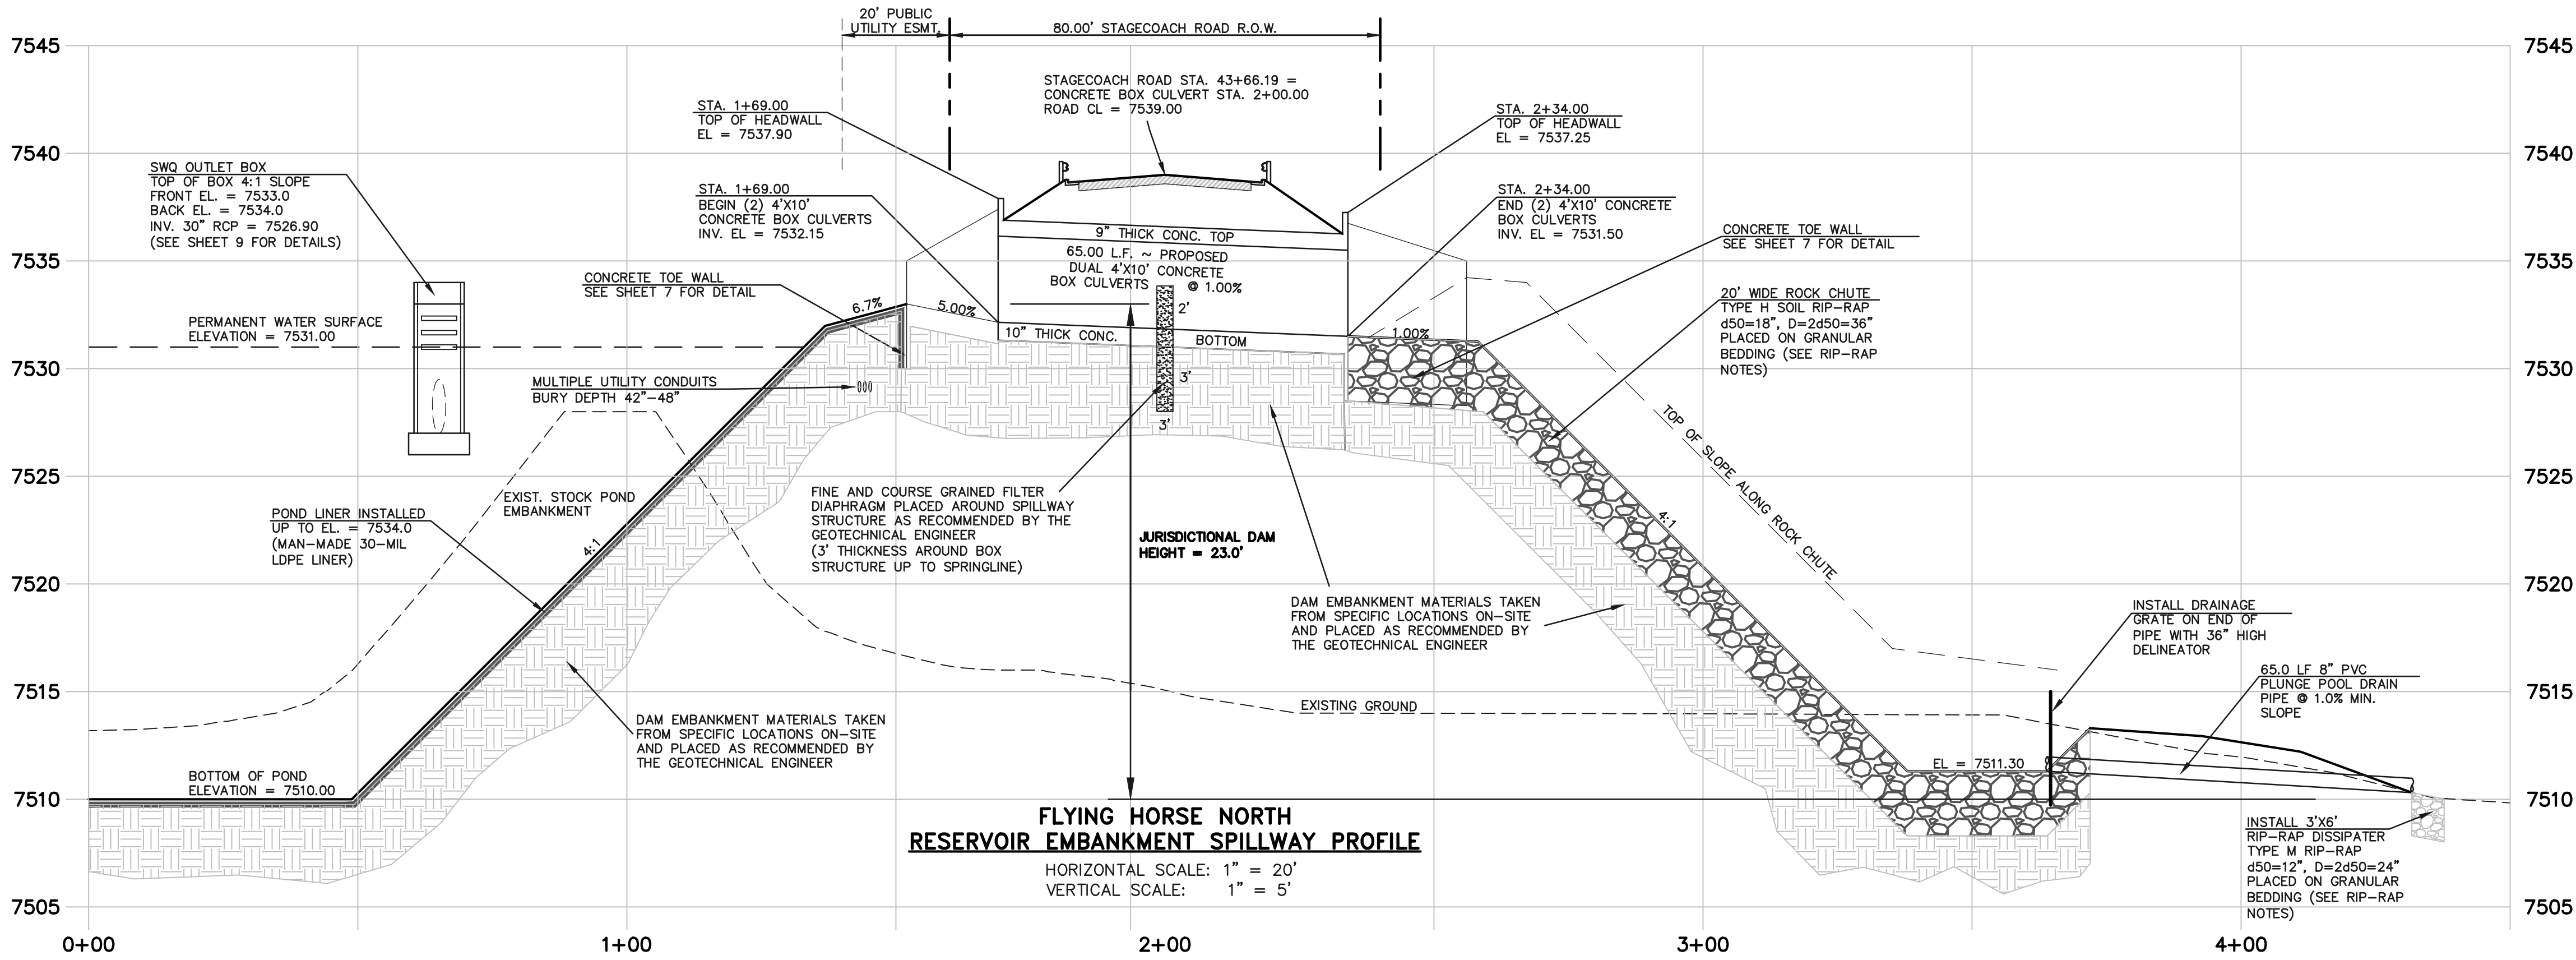 20' PUBLIC
UTILITY ESMT.
80.00' STAGECOACH ROAD R.O.W.
7545
7545
STAGECOACH ROAD STA. 43+66.19 =
CONCRETE BOX CULVERT STA. 2+00.00
ROAD CL = 7539.00
STA. 1+69.00
TOP OF HEADWALL
EL = 7537.90
STA. 2+34.00
TOP OF HEADWALL
EL = 7537.25
7540
7540
SWQ OUTLET BOX
TOP OF BOX 4:1 SLOPE
FRONT EL. = 7533.0
BACK EL. = 7534.0
INV. 30" RCP = 7526.90
(SEE SHEET 9 FOR DETAILS)
STA. 1+69.00
BEGIN (2) 4'X10'
CONCRETE BOX CULVERTS
INV. EL = 7532.15
STA. 2+34.00
END (2) 4'X10' CONCRETE
BOX CULVERTS
INV. EL = 7531.50
CONCRETE TOE WALL
SEE SHEET 7 FOR DETAIL
9" THICK CONC. TOP
65.00 L.F. ~ PROPOSED
DUAL 4'X10' CONCRETE
BOX CULVERTS @ 1.00%
7535
7535
CONCRETE TOE WALL
SEE SHEET 7 FOR DETAIL
6.7%
5.00%
2'
20' WIDE ROCK CHUTE
TYPE H SOIL RIP-RAP
d50=18", D=2d50=36"
PLACED ON GRANULAR
BEDDING (SEE RIP-RAP
NOTES)
PERMANENT WATER SURFACE
ELEVATION = 7531.00
10" THICK CONC. BOTTOM
1.00%
7530
7530
MULTIPLE UTILITY CONDUITS
BURY DEPTH 42"-48"
3'
3'
TOP OF SLOPE ALONG ROCK CHUTE
7525
7525
EXIST. STOCK POND
EMBANKMENT
POND LINER INSTALLED
UP TO EL. = 7534.0
(MAN-MADE 30-MIL
LDPE LINER)
4:1
FINE AND COURSE GRAINED FILTER
DIAPHRAGM PLACED AROUND SPILLWAY
STRUCTURE AS RECOMMENDED BY THE
GEOTECHNICAL ENGINEER
(3' THICKNESS AROUND BOX
STRUCTURE UP TO SPRINGLINE)
JURISDICTIONAL DAM
HEIGHT = 23.0'
4:1
7520
7520
DAM EMBANKMENT MATERIALS TAKEN
FROM SPECIFIC LOCATIONS ON-SITE
AND PLACED AS RECOMMENDED BY
THE GEOTECHNICAL ENGINEER
INSTALL DRAINAGE
GRATE ON END OF
PIPE WITH 36" HIGH
DELINEATOR
65.0 LF 8" PVC
PLUNGE POOL DRAIN
PIPE @ 1.0% MIN.
SLOPE
7515
7515
EXISTING GROUND
DAM EMBANKMENT MATERIALS TAKEN
FROM SPECIFIC LOCATIONS ON-SITE
AND PLACED AS RECOMMENDED BY
THE GEOTECHNICAL ENGINEER
BOTTOM OF POND
ELEVATION = 7510.00
EL = 7511.30
7510
7510
FLYING HORSE NORTH
RESERVOIR EMBANKMENT SPILLWAY PROFILE
HORIZONTAL SCALE: 1" = 20'
VERTICAL SCALE: 1" = 5'
INSTALL 3'X6'
RIP-RAP DISSIPATER
TYPE M RIP-RAP
d50=12", D=2d50=24"
PLACED ON GRANULAR
BEDDING (SEE RIP-RAP
NOTES)
7505
7505
0+00
1+00
2+00
3+00
4+00